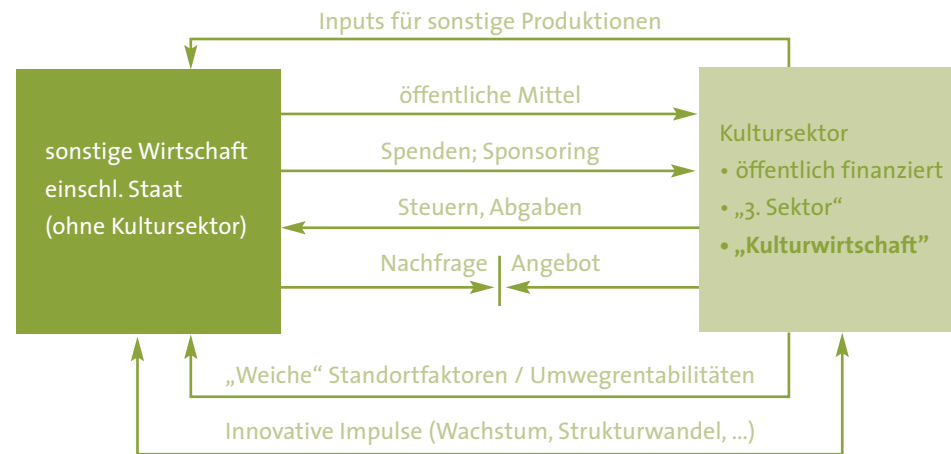 Inputs für sonstige Produktionen
öffentliche Mittel
sonstige Wirtschaft
einschl. Staat
(ohne Kultursektor)
Spenden; Sponsoring
Steuern, Abgaben
Nachfrage
Angebot
Kultursektor
• öffentlich finanziert
• „3. Sektor“
• „Kulturwirtschaft”
„Weiche“ Standortfaktoren / Umwegrentabilitäten
Innovative Impulse (Wachstum, Strukturwandel, ...)